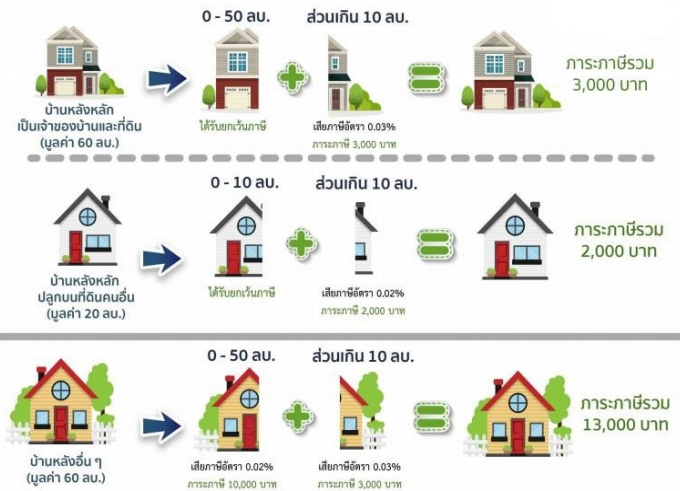 0 - 50 ลบ.
ส่วนเกิน 10 ลบ.
บ้านหลังหลัก
เป็นเจ้าของบ้านและที่ดิน
(มูลค่า 60 ลบ.)
ได้รับยกเว้นภาษี
เสียภาษีอัตรา 0.03%
ภาระภาษี 3,000 บาท
ภาระภาษีรวม
3,000 บาท
0 - 10 ลบ.
ส่วนเกิน 10 ลบ.
บ้านหลังหลัก
ปลูกบนที่ดินคนอื่น
(มูลค่า 20 ลบ.)
ได้รับยกเว้นภาษี
เสียภาษีอัตรา 0.02%
ภาระภาษี 2,000 บาท
ภาระภาษีรวม
2,000 บาท
0 - 50 ลบ.
ส่วนเกิน 10 ลบ.
บ้านหลังอื่น ๆ
(มูลค่า 60 ลบ.)
เสียภาษีอัตรา 0.02%
ภาระภาษี 10,000 บาท
เสียภาษีอัตรา 0.03%
ภาระภาษี 3,000 บาท
ภาระภาษีรวม
13,000 บาท